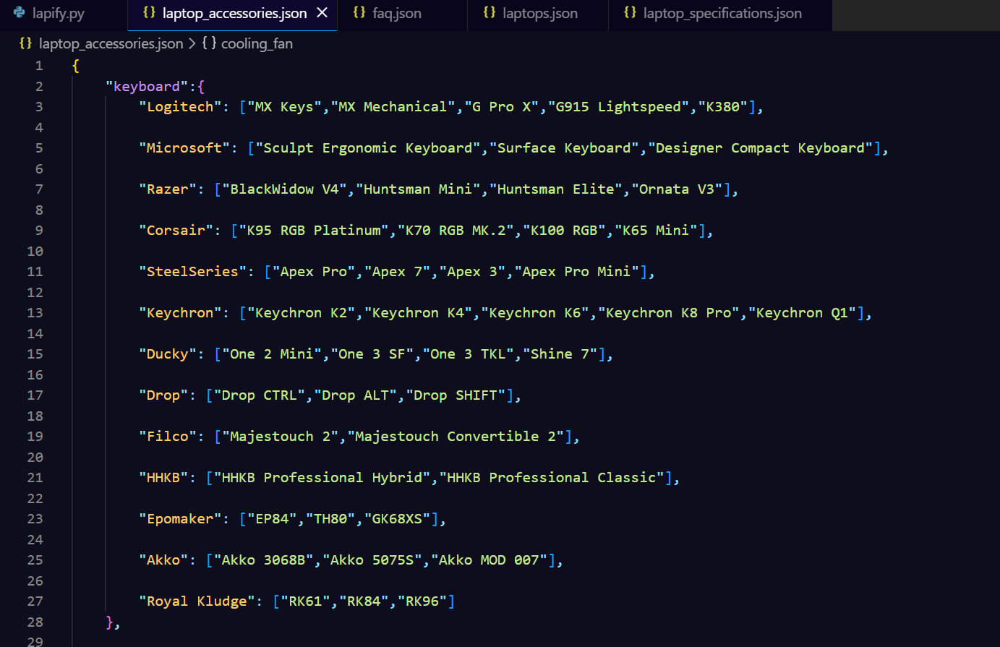 lapify.py {} laptop_accessories.json × {} faq.json {} laptops.json {} laptop_specifications.json
{} laptop_accessories.json > { } cooling_fan
1 {
2 "keyboard":{
3 "Logitech": ["MX Keys","MX Mechanical","G Pro X","G915 Lightspeed","K380"],
4
5 "Microsoft": ["Sculpt Ergonomic Keyboard","Surface Keyboard","Designer Compact Keyboard"],
6
7 "Razer": ["BlackWidow V4","Huntsman Mini","Huntsman Elite","Ornata V3"],
8
9 "Corsair": ["K95 RGB Platinum","K70 RGB MK.2","K100 RGB","K65 Mini"],
10
11 "SteelSeries": ["Apex Pro","Apex 7","Apex 3","Apex Pro Mini"],
12
13 "Keychron": ["Keychron K2","Keychron K4","Keychron K6","Keychron K8 Pro","Keychron Q1"],
14
15 "Ducky": ["One 2 Mini","One 3 SF","One 3 TKL","Shine 7"],
16
17 "Drop": ["Drop CTRL","Drop ALT","Drop SHIFT"],
18
19 "Filco": ["Majestouch 2","Majestouch Convertible 2"],
20
21 "HHKB": ["HHKB Professional Hybrid","HHKB Professional Classic"],
22
23 "Epomaker": ["EP84","TH80","GK68XS"],
24
25 "Akko": ["Akko 3068B","Akko 5075S","Akko MOD 007"],
26
27 "Royal Kludge": ["RK61","RK84","RK96"]
28 },
29